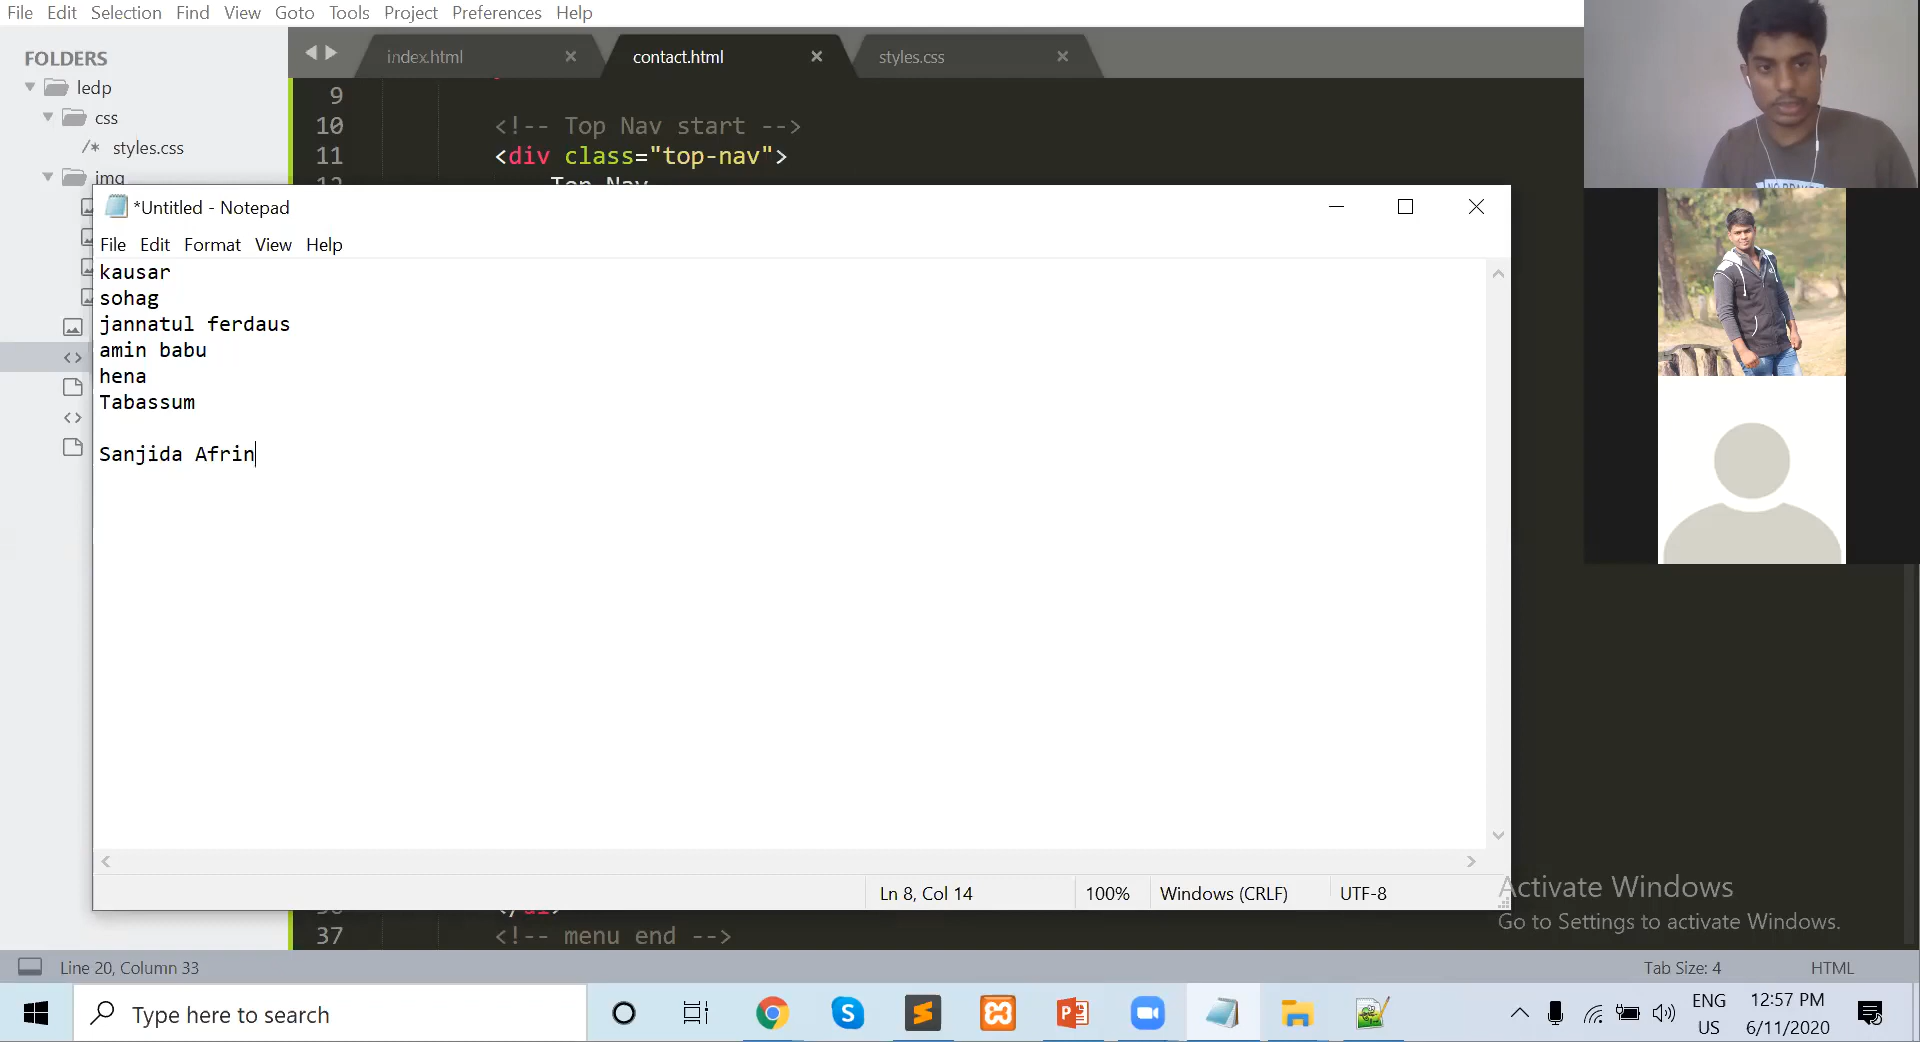 File Edit Selection Find View Goto Tools Project Preferences Help
FOLDERS
ledp
css
/* styles.css
img
index.html × contact.html × styles.css ×
9
10 <!-- Top Nav start -->
11 <div class="top-nav">
12 Top Nav
*Untitled - Notepad
File Edit Format View Help
kausar
sohag
jannatul ferdaus
amin babu
hena
Tabassum
Sanjida Afrin
Ln 8, Col 14 100% Windows (CRLF) UTF-8
Activate Windows
Go to Settings to activate Windows.
37 <!-- menu end -->
Line 20, Column 33 Tab Size: 4 HTML
Type here to search
ENG
US
12:57 PM
6/11/2020